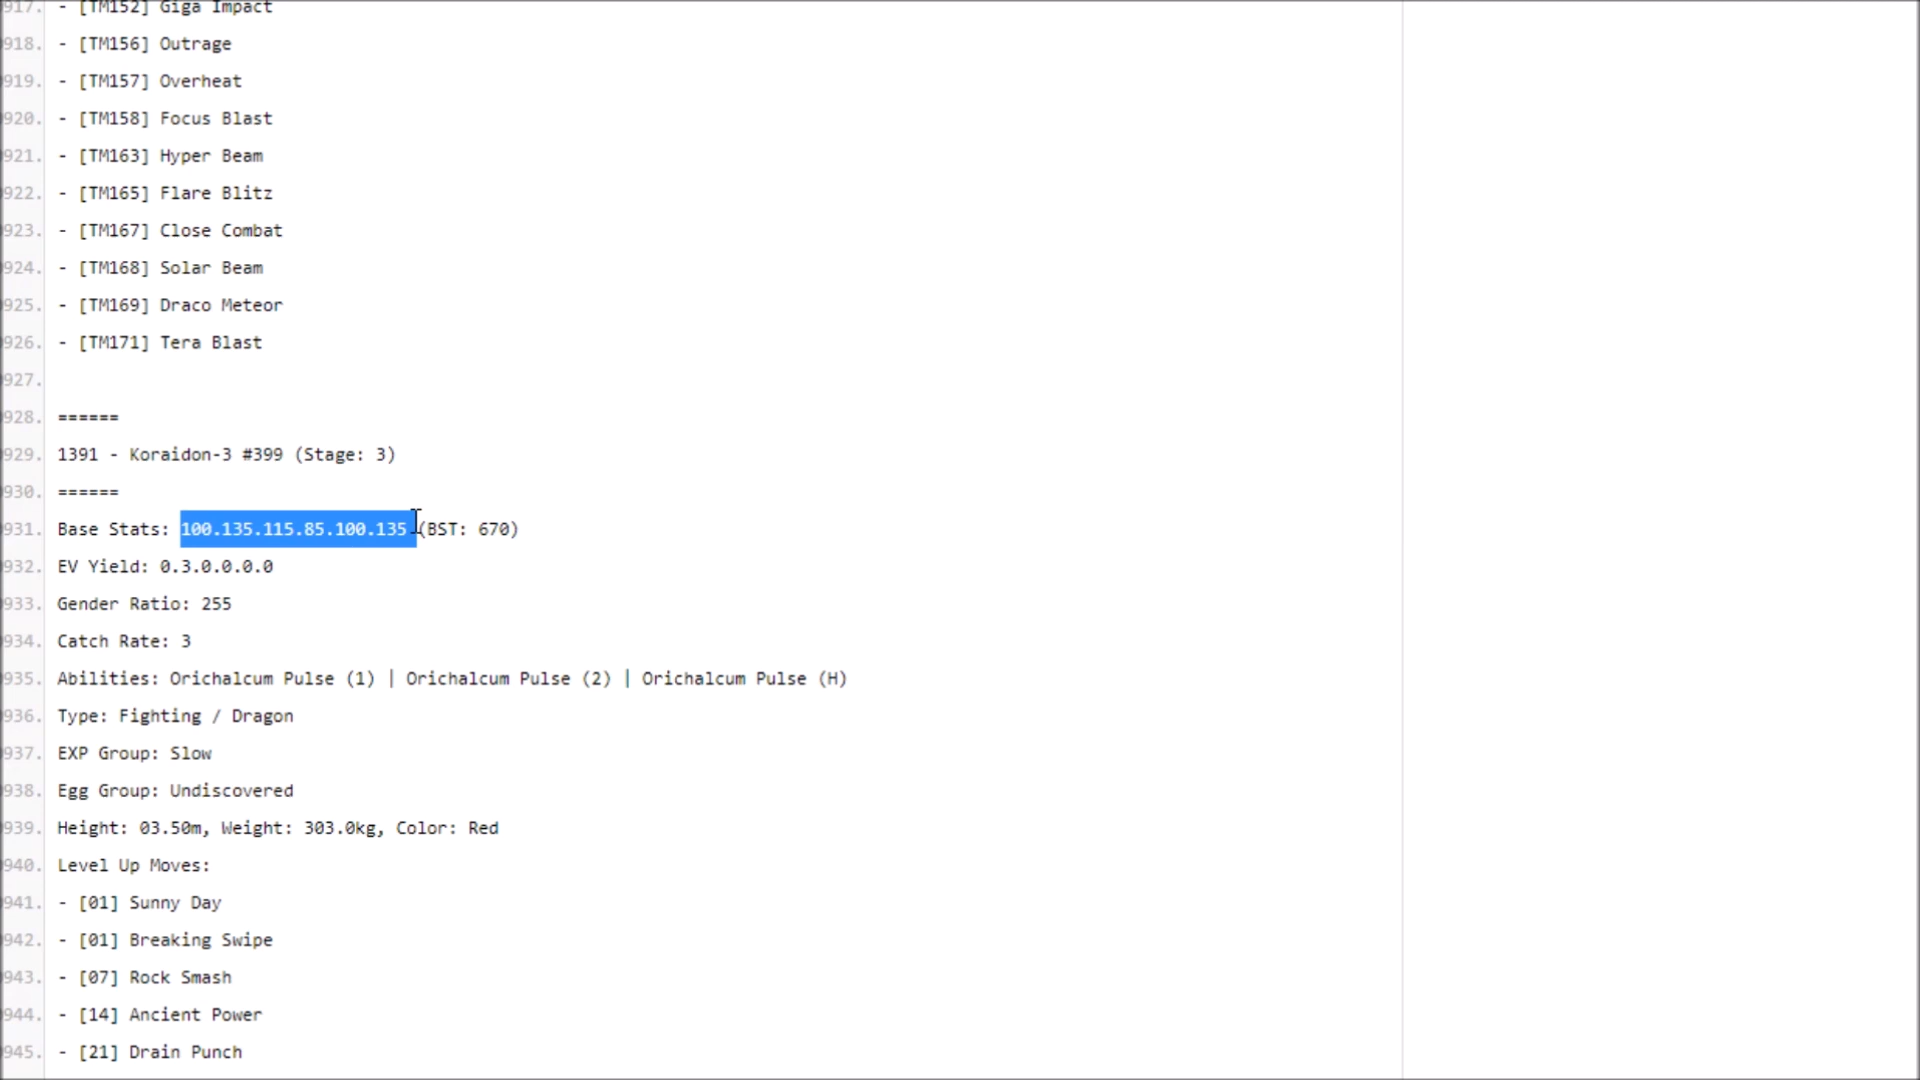 917. - [TM152] Giga Impact
918. - [TM156] Outrage
919. - [TM157] Overheat
920. - [TM158] Focus Blast
921. - [TM163] Hyper Beam
922. - [TM165] Flare Blitz
923. - [TM167] Close Combat
924. - [TM168] Solar Beam
925. - [TM169] Draco Meteor
926. - [TM171] Tera Blast
927.
928. ======
929. 1391 - Koraidon-3 #399 (Stage: 3)
930. ======
931. Base Stats: 100.135.115.85.100.135 (BST: 670)
932. EV Yield: 0.3.0.0.0.0
933. Gender Ratio: 255
934. Catch Rate: 3
935. Abilities: Orichalcum Pulse (1) | Orichalcum Pulse (2) | Orichalcum Pulse (H)
936. Type: Fighting / Dragon
937. EXP Group: Slow
938. Egg Group: Undiscovered
939. Height: 03.50m, Weight: 303.0kg, Color: Red
940. Level Up Moves:
941. - [01] Sunny Day
942. - [01] Breaking Swipe
943. - [07] Rock Smash
944. - [14] Ancient Power
945. - [21] Drain Punch